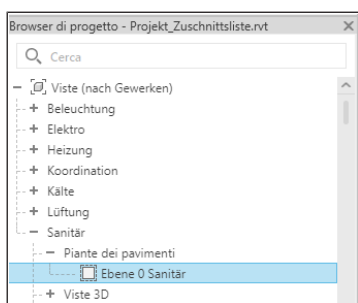 Browser di progetto - Projekt_Zuschnittsliste.rvt
Cerca
Viste (nach Gewerken)
Beleuchtung
Elektro
Heizung
Koordination
Kälte
Lüftung
Sanitär
Piante dei pavimenti
Ebene 0 Sanitär
Viste 3D